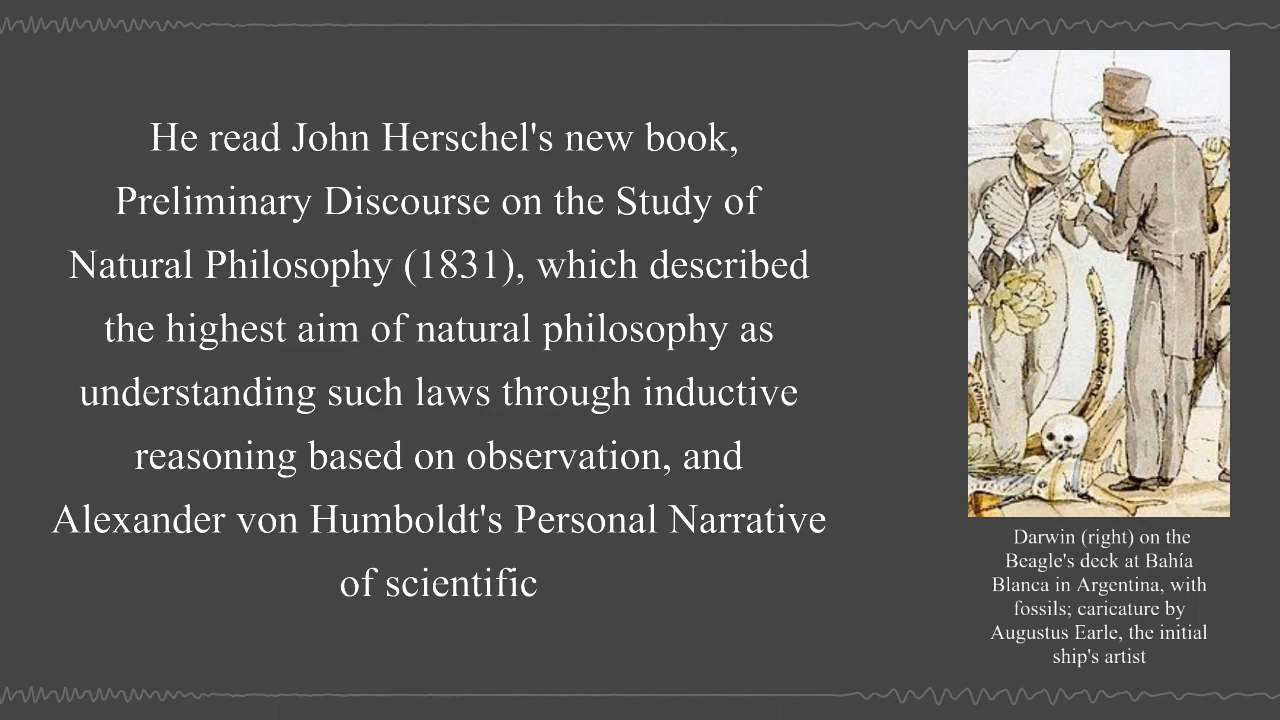 He read John Herschel's new book,
Preliminary Discourse on the Study of
Natural Philosophy (1831), which described
the highest aim of natural philosophy as
understanding such laws through inductive
reasoning based on observation, and
Alexander von Humboldt's Personal Narrative
of scientific
Darwin (right) on the
Beagle's deck at Bahía
Blanca in Argentina, with
fossils; caricature by
Augustus Earle, the initial
ship's artist